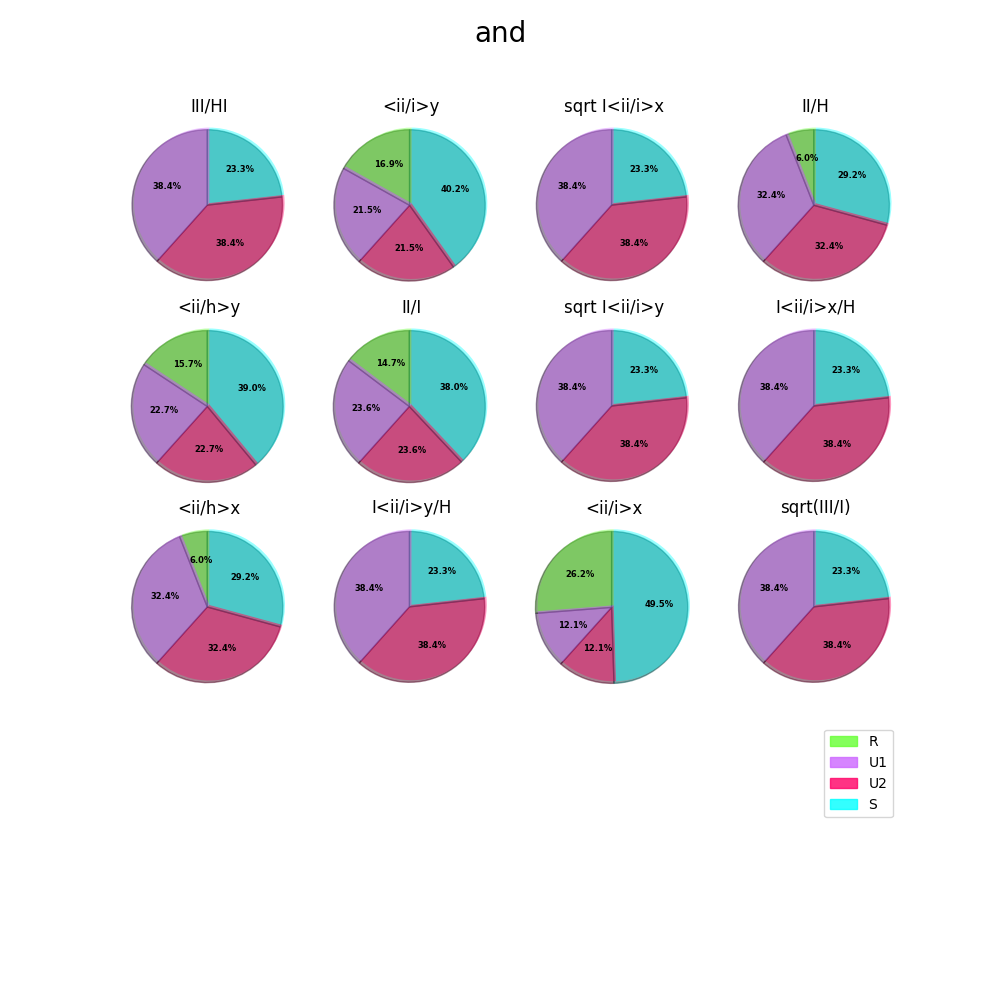 and
III/HI
<ii/i>y
sqrt I<ii/i>x
II/H
38.4%
23.3%
38.4%
16.9%
40.2%
21.5%
21.5%
38.4%
23.3%
38.4%
6.0%
29.2%
32.4%
32.4%
<ii/h>y
II/I
sqrt I<ii/i>y
I<ii/i>x/H
15.7%
39.0%
22.7%
22.7%
14.7%
38.0%
23.6%
23.6%
38.4%
23.3%
38.4%
38.4%
23.3%
38.4%
<ii/h>x
I<ii/i>y/H
<ii/i>x
sqrt(III/I)
6.0%
29.2%
32.4%
32.4%
38.4%
23.3%
38.4%
26.2%
49.5%
12.1%
12.1%
38.4%
23.3%
38.4%
R
U1
U2
S